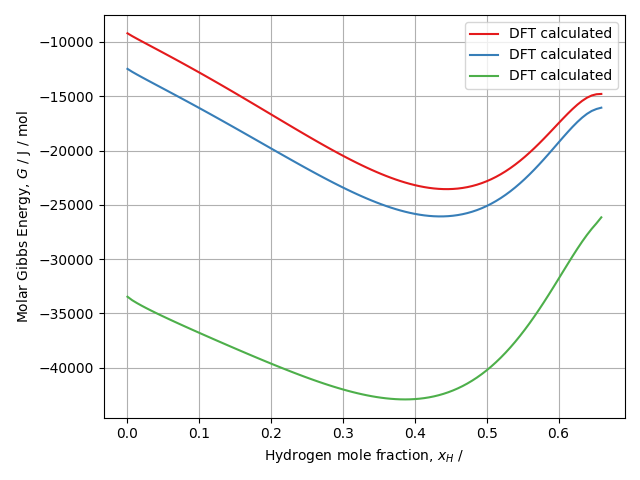 DFT calculated
DFT calculated
DFT calculated
Molar Gibbs Energy, G / J / mol
−10000
−15000
−20000
−25000
−30000
−35000
−40000
0.0 0.1 0.2 0.3 0.4 0.5 0.6
Hydrogen mole fraction, x_H /